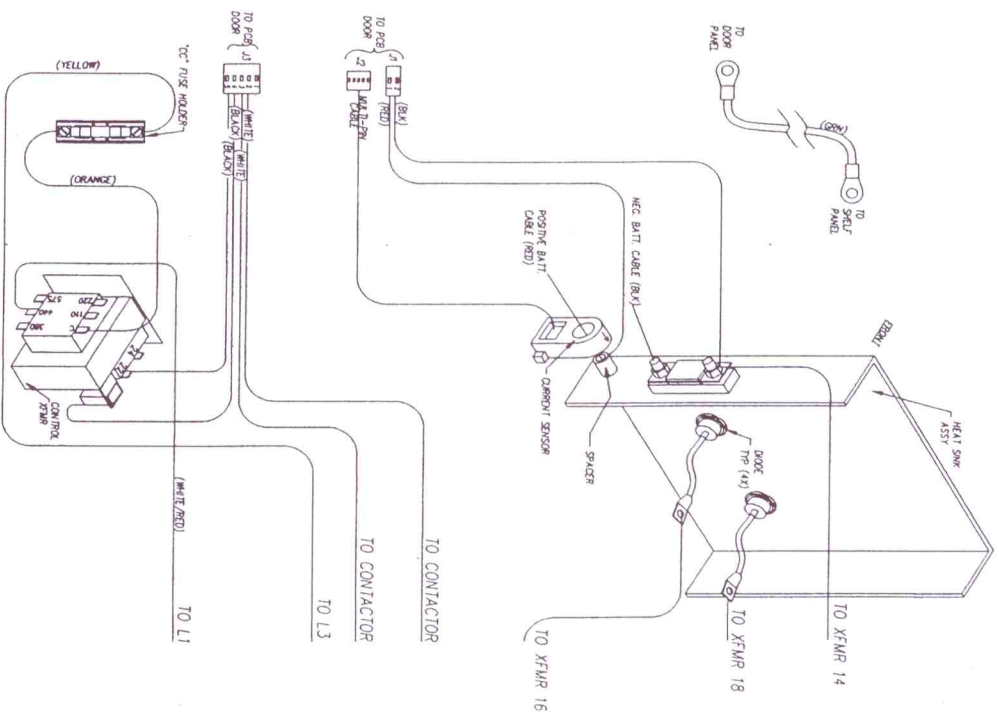 TO
DOOR
PANEL
(GRN)
TO
SHELF
PANEL
TO PCB
DOOR
J1
J2
(BLK)
(RED)
MULTI-PIN
CABLE
TO PCB
DOOR
J3
(WHITE)
(WHITE)
(BLACK)
(BLACK)
"CC" FUSE HOLDER
(YELLOW)
(ORANGE)
NEG. BATT. CABLE (BLK)
POSITIVE BATT.
CABLE (RED)
FRONT
HEAT SINK
ASSY
CURRENT SENSOR
SPACER
DIODE
TYP (4X)
575
440
380
220
110
C
24
CONTROL
XFMR
(WHITE/RED)
TO L1
TO L3
TO CONTACTOR
TO CONTACTOR
TO XFMR 16
TO XFMR 18
TO XFMR 14